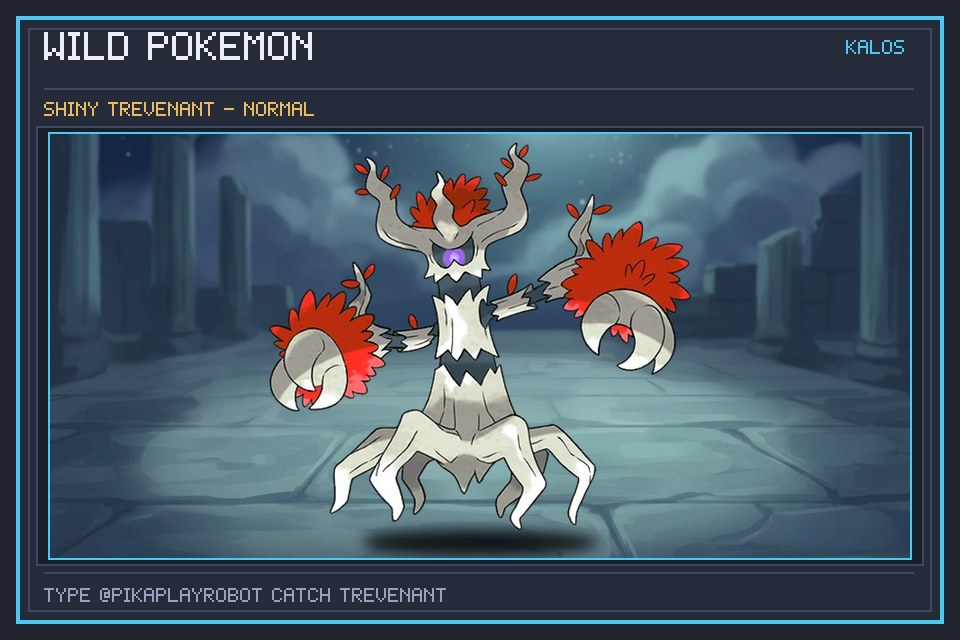 WILD POKEMON
KALOS
SHINY TREVENANT - NORMAL
TYPE @PIKAPLAYROBOT CATCH TREVENANT